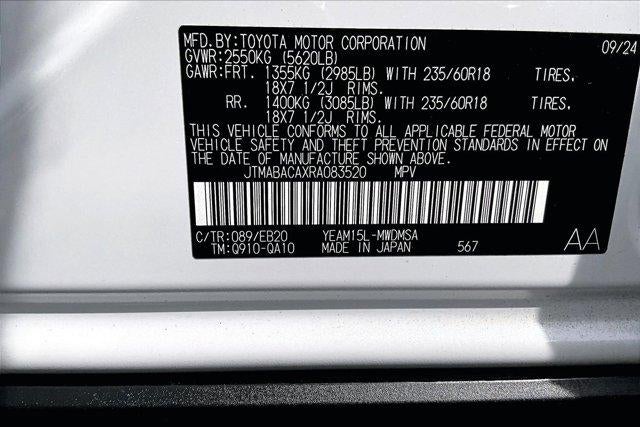 MFD.BY:TOYOTA MOTOR CORPORATION 09/24
GVWR:2550KG (5620LB)
GAWR:FRT. 1355KG (2985LB) WITH 235/60R18 TIRES.
18X7 1/2J RIMS.
RR. 1400KG (3085LB) WITH 235/60R18 TIRES.
18X7 1/2J RIMS.
THIS VEHICLE CONFORMS TO ALL APPLICABLE FEDERAL MOTOR
VEHICLE SAFETY AND THEFT PREVENTION STANDARDS IN EFFECT ON
THE DATE OF MANUFACTURE SHOWN ABOVE.
JTMABACAXRA083520 MPV
C/TR:089/EB20 YEAM15L-MWDMSA
TM:Q910-QA10 MADE IN JAPAN 567 AA